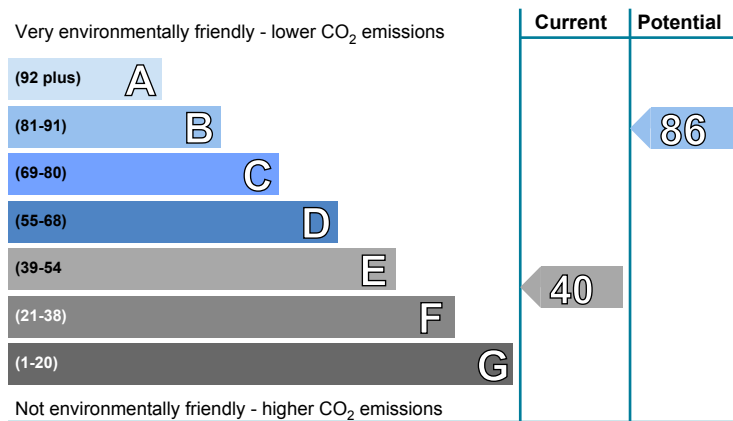 Very environmentally friendly - lower CO2 emissions
Current
Potential
(92 plus) A
(81-91) B
86
(69-80) C
(55-68) D
(39-54 E
40
(21-38) F
(1-20) G
Not environmentally friendly - higher CO2 emissions